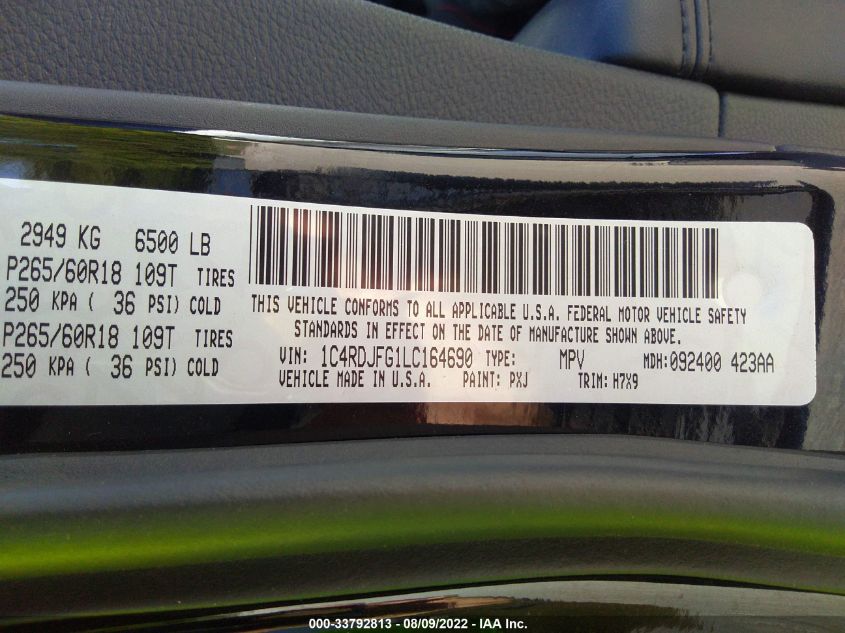 2949 KG 6500 LB
P265/60R18 109T TIRES
250 KPA ( 36 PSI) COLD
P265/60R18 109T TIRES
250 KPA ( 36 PSI) COLD
THIS VEHICLE CONFORMS TO ALL APPLICABLE U.S.A. FEDERAL MOTOR VEHICLE SAFETY
STANDARDS IN EFFECT ON THE DATE OF MANUFACTURE SHOWN ABOVE.
VIN: 1C4RDJFG1LC164690 TYPE: MPV MDH:092400 423AA
VEHICLE MADE IN U.S.A. PAINT: PXJ TRIM: H7X9
000-33792813 - 08/09/2022 - IAA Inc.